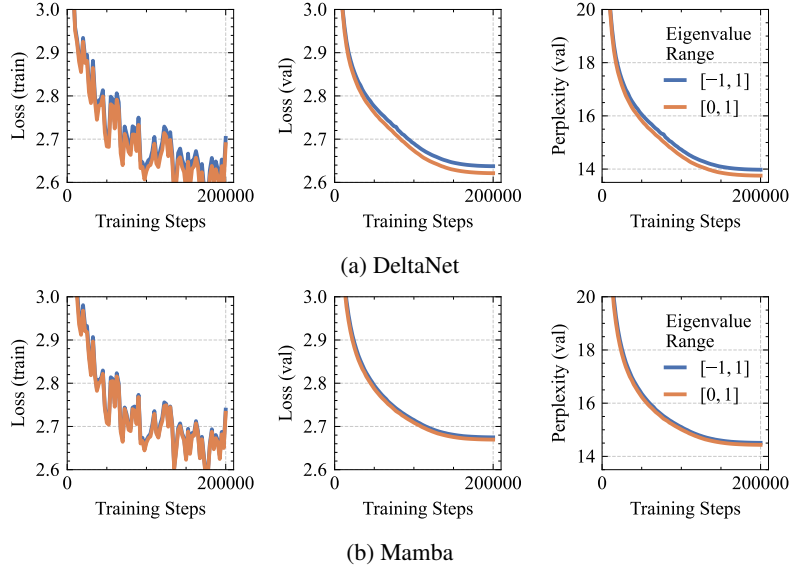 3.0
2.9
2.8
2.7
2.6
Loss (train)
0
200000
Training Steps
3.0
2.9
2.8
2.7
2.6
Loss (val)
0
200000
Training Steps
20
18
16
14
Perplexity (val)
Eigenvalue
Range
[−1, 1]
[0, 1]
0
200000
Training Steps
(a) DeltaNet
3.0
2.9
2.8
2.7
2.6
Loss (train)
0
200000
Training Steps
3.0
2.9
2.8
2.7
2.6
Loss (val)
0
200000
Training Steps
20
18
16
14
Perplexity (val)
Eigenvalue
Range
[−1, 1]
[0, 1]
0
200000
Training Steps
(b) Mamba